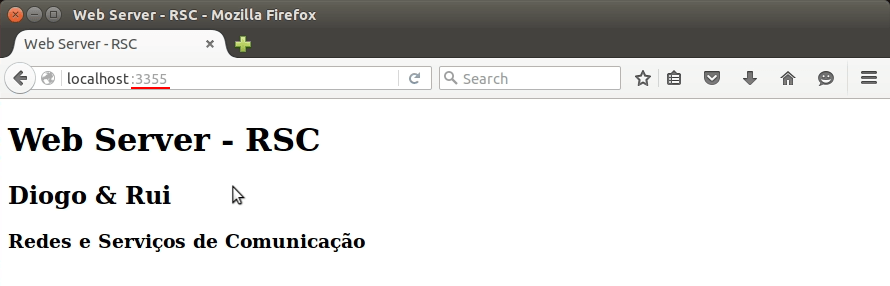 Web Server - RSC - Mozilla Firefox
Web Server - RSC
localhost:3355
Search
Web Server - RSC
Diogo & Rui
Redes e Serviços de Comunicação